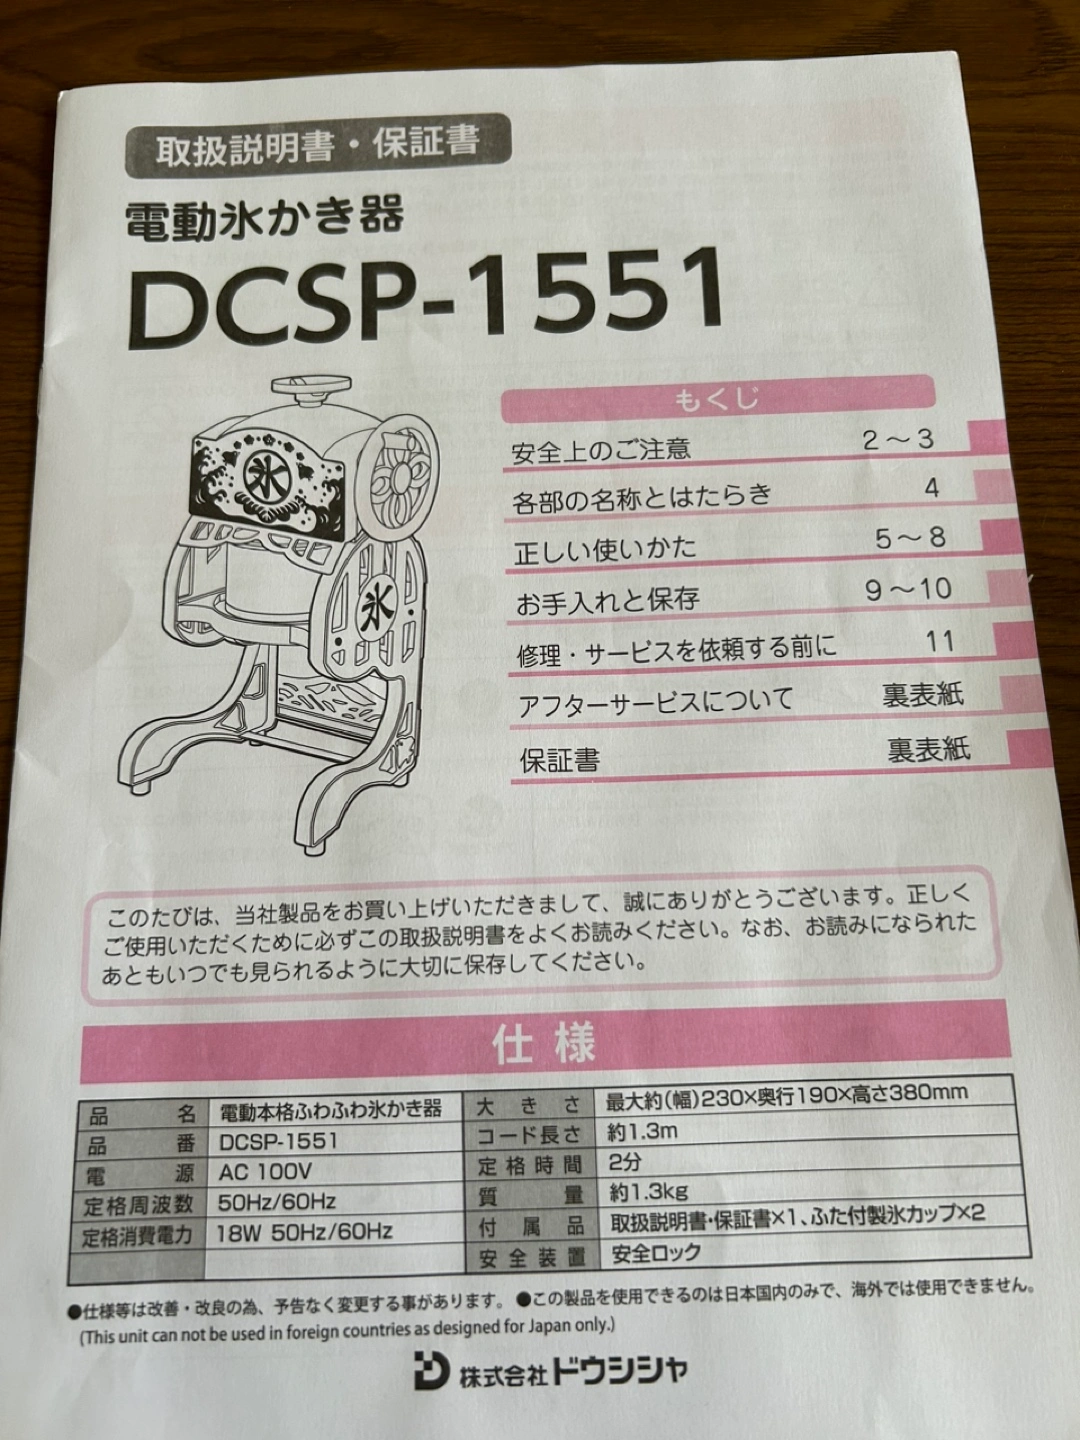 取扱説明書・保証書
電動氷かき器
DCSP-1551
氷
氷
もくじ
安全上のご注意 2～3
各部の名称とはたらき 4
正しい使いかた 5～8
お手入れと保存 9～10
修理・サービスを依頼する前に 11
アフターサービスについて 裏表紙
保証書 裏表紙
このたびは、当社製品をお買い上げいただきまして、誠にありがとうございます。正しく
ご使用いただくために必ずこの取扱説明書をよくお読みください。なお、お読みになられた
あともいつでも見られるように大切に保存してください。
仕様
品名 電動本格ふわふわ氷かき器
品番 DCSP-1551
電源 AC 100V
定格周波数 50Hz/60Hz
定格消費電力 18W 50Hz/60Hz
大きさ 最大約(幅)230×奥行190×高さ380mm
コード長さ 約1.3m
定格時間 2分
質量 約1.3kg
付属品 取扱説明書・保証書×1、ふた付製氷カップ×2
安全装置 安全ロック
●仕様等は改善・改良の為、予告なく変更する事があります。 ●この製品を使用できるのは日本国内のみで、海外では使用できません。
(This unit can not be used in foreign countries as designed for Japan only.)
株式会社ドウシシャ